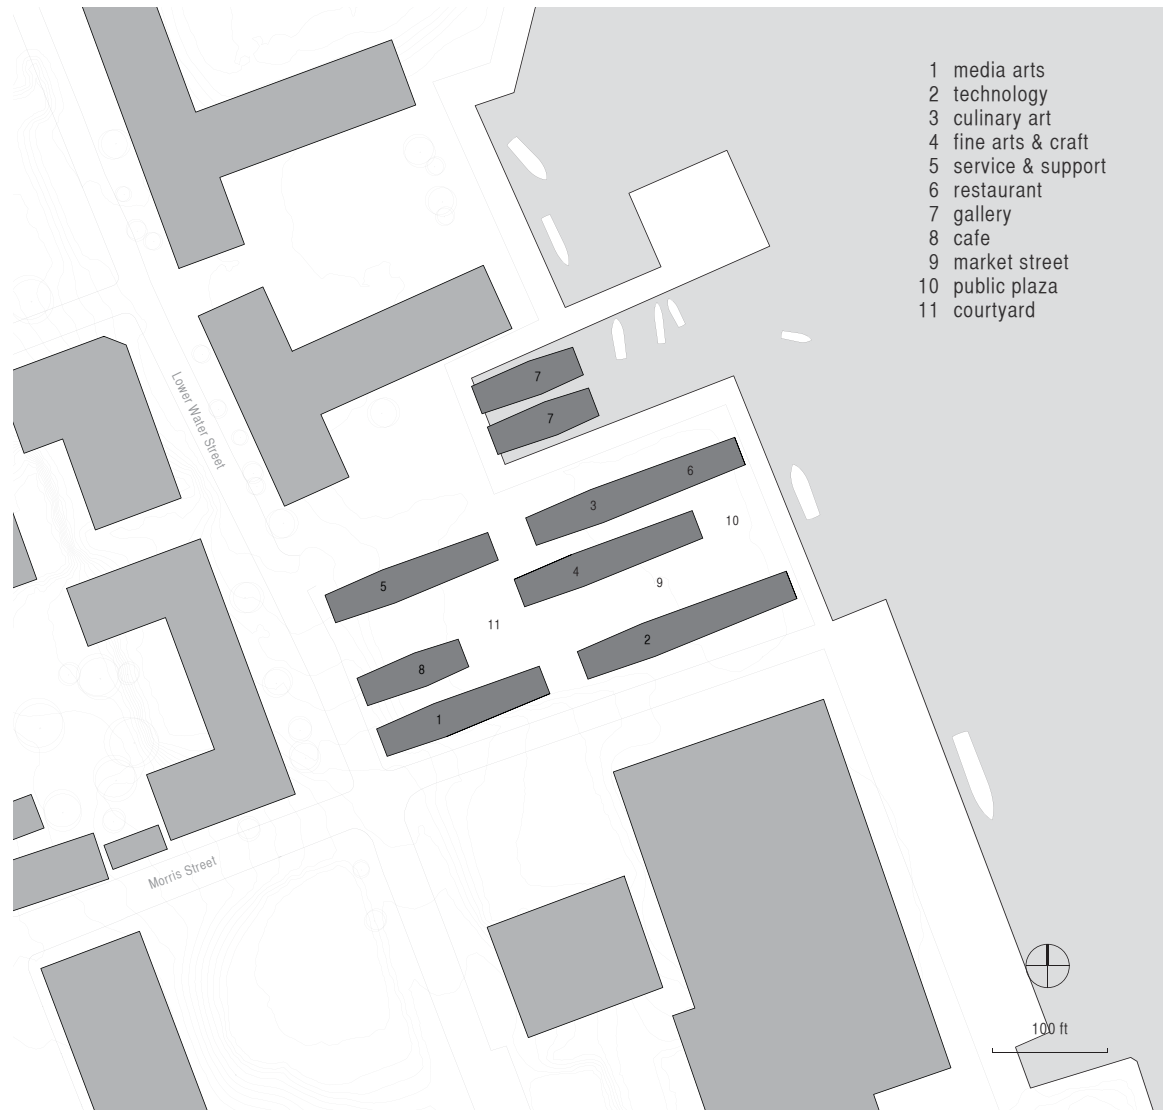 1 media arts
2 technology
3 culinary art
4 fine arts & craft
5 service & support
6 restaurant
7 gallery
8 cafe
9 market street
10 public plaza
11 courtyard
Lower Water Street
7
7
6
3
10
5
4
9
11
2
8
1
Morris Street
100 ft